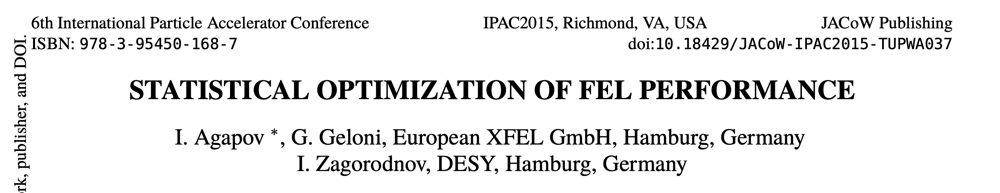 6th International Particle Accelerator Conference IPAC2015, Richmond, VA, USA JACoW Publishing
ISBN: 978-3-95450-168-7 doi:10.18429/JACoW-IPAC2015-TUPWA037
STATISTICAL OPTIMIZATION OF FEL PERFORMANCE
I. Agapov *, G. Geloni, European XFEL GmbH, Hamburg, Germany
I. Zagorodnov, DESY, Hamburg, Germany
publisher, and DOI.